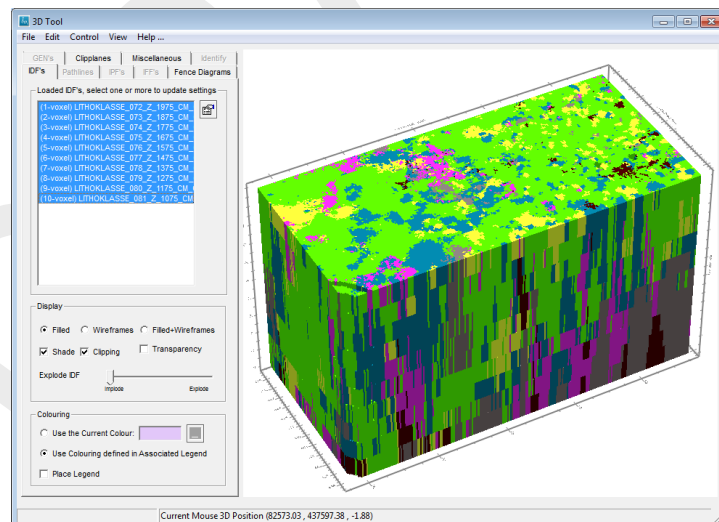 3D Tool
File Edit Control View Help ...
GEN's Clipplanes Miscellaneous Identify
IDF's Pathlines IPF's IFF's Fence Diagrams
Loaded IDF's, select one or more to update settings
(1-voxel) LITHOKLASSE_072_Z_1975_CM_
(2-voxel) LITHOKLASSE_073_Z_1875_CM_
(3-voxel) LITHOKLASSE_074_Z_1775_CM_
(4-voxel) LITHOKLASSE_075_Z_1675_CM_
(5-voxel) LITHOKLASSE_076_Z_1575_CM_
(6-voxel) LITHOKLASSE_077_Z_1475_CM_
(7-voxel) LITHOKLASSE_078_Z_1375_CM_
(8-voxel) LITHOKLASSE_079_Z_1275_CM_
(9-voxel) LITHOKLASSE_080_Z_1175_CM_
(10-voxel) LITHOKLASSE_081_Z_1075_CM
Display
Filled Wireframes Filled+Wireframes
Shade Clipping Transparency
Explode IDF
Implode Explode
Colouring
Use the Current Colour:
Use Colouring defined in Associated Legend
Place Legend
Current Mouse 3D Position (82573.03 , 437597.38 , -1.88)